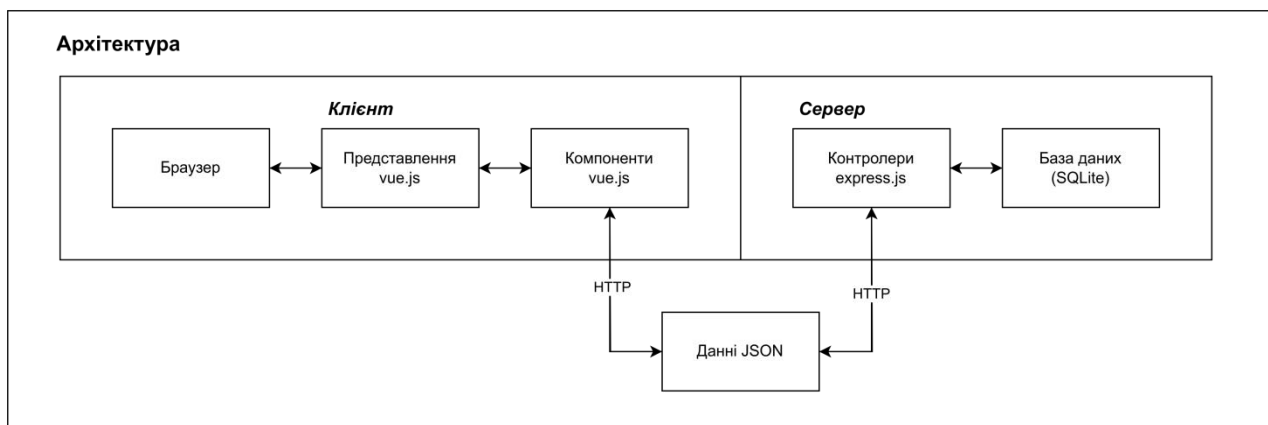 Архітектура
Клієнт
Сервер
Браузер
Представлення
vue.js
Компоненти
vue.js
Контролери
express.js
База даних
(SQLite)
HTTP
HTTP
Данні JSON